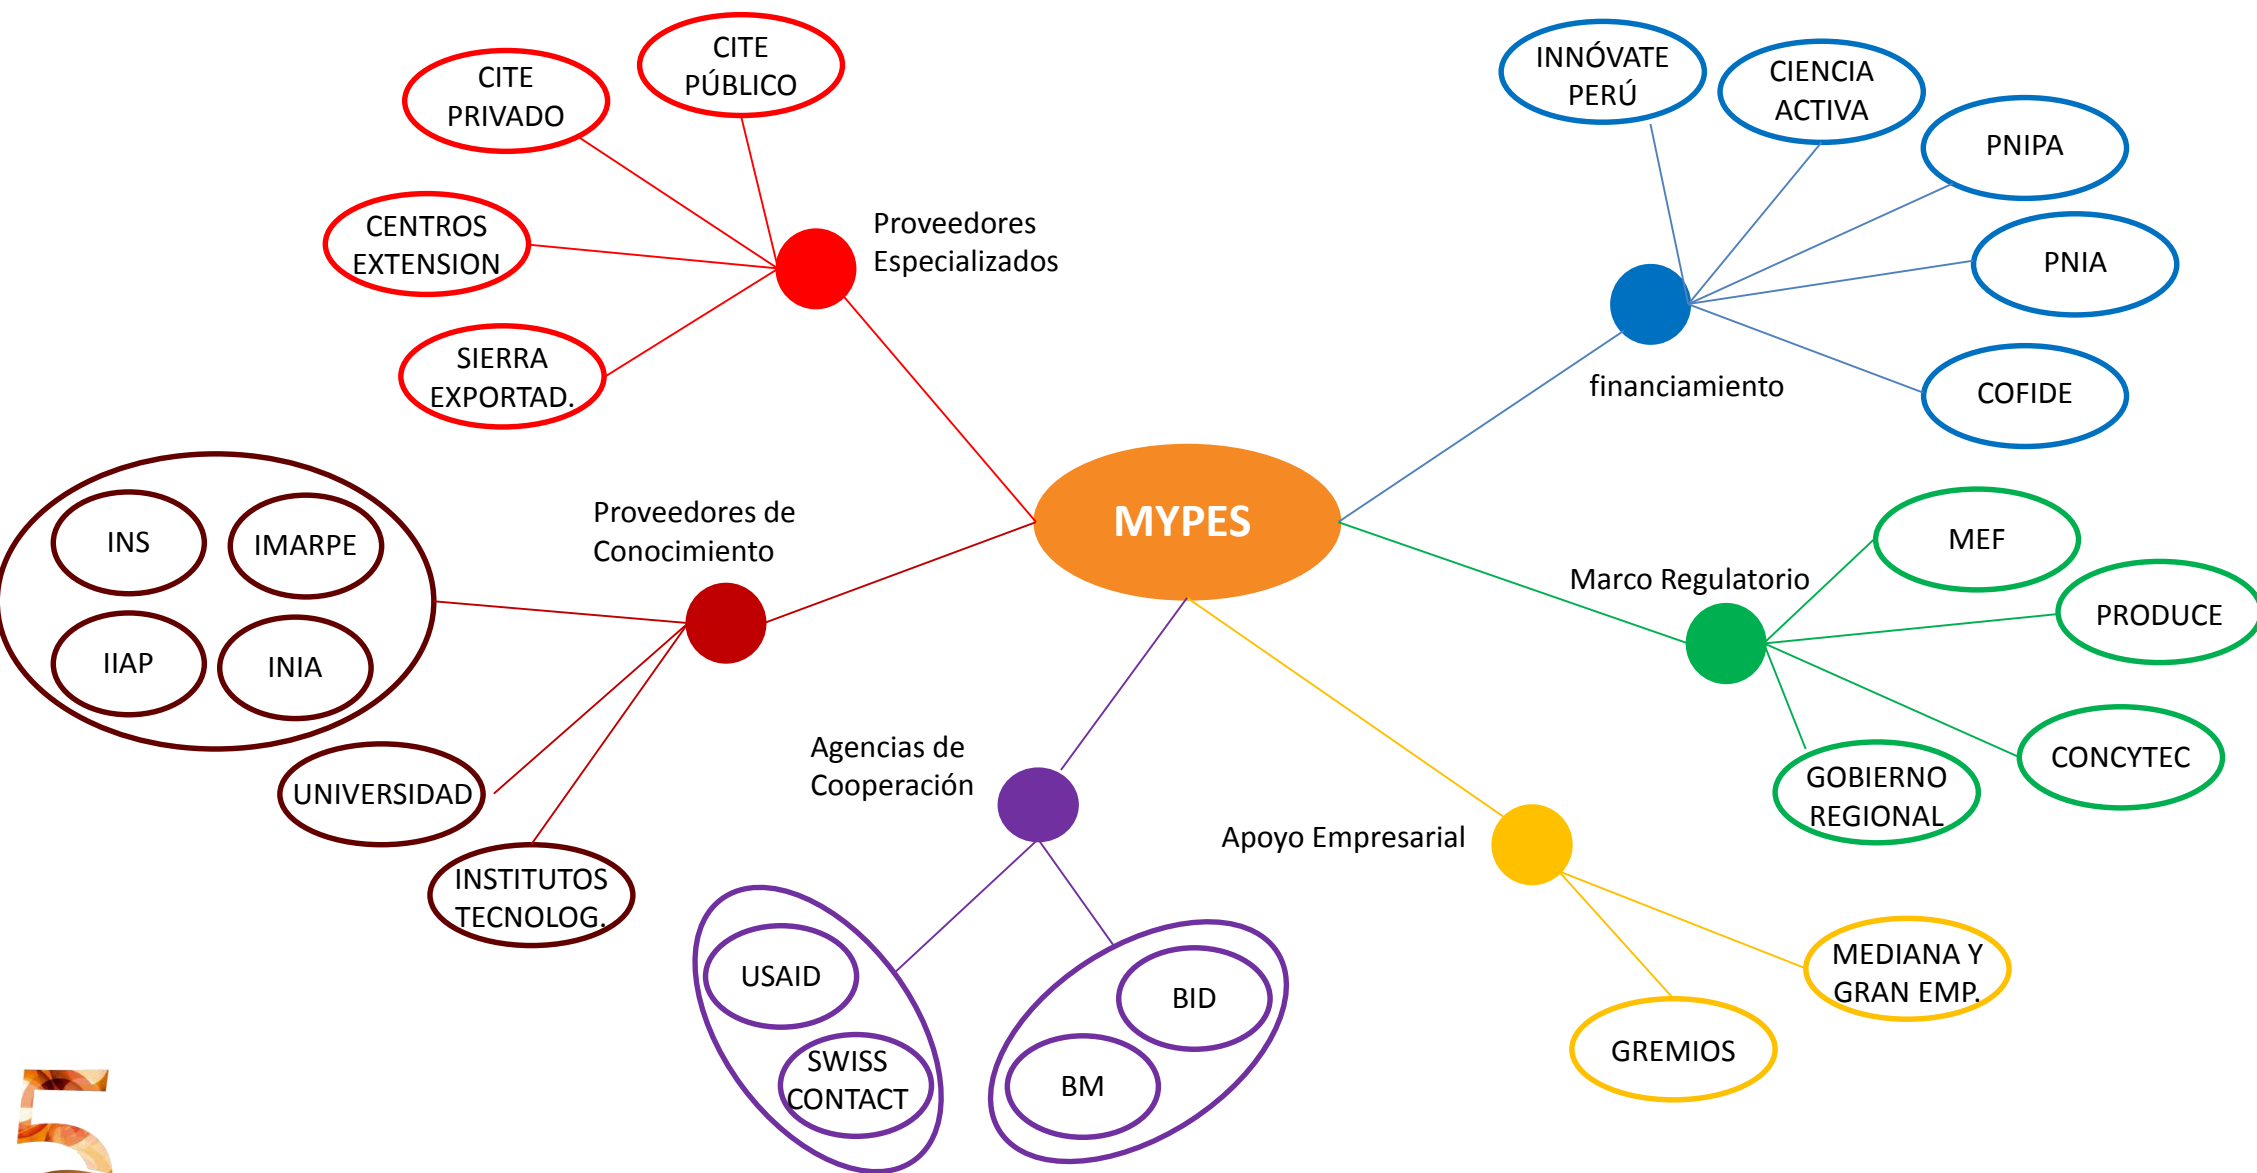 CITE
PRIVADO
CITE
PÚBLICO
CENTROS
EXTENSION
SIERRA
EXPORTAD.
Proveedores
Especializados
INNÓVATE
PERÚ
CIENCIA
ACTIVA
PNIPA
PNIA
COFIDE
financiamiento
MYPES
INS
IMARPE
IIAP
INIA
UNIVERSIDAD
INSTITUTOS
TECNOLOG.
Proveedores de
Conocimiento
Marco Regulatorio
MEF
PRODUCE
CONCYTEC
GOBIERNO
REGIONAL
Agencias de
Cooperación
USAID
SWISS
CONTACT
BID
BM
Apoyo Empresarial
MEDIANA Y
GRAN EMP.
GREMIOS
5